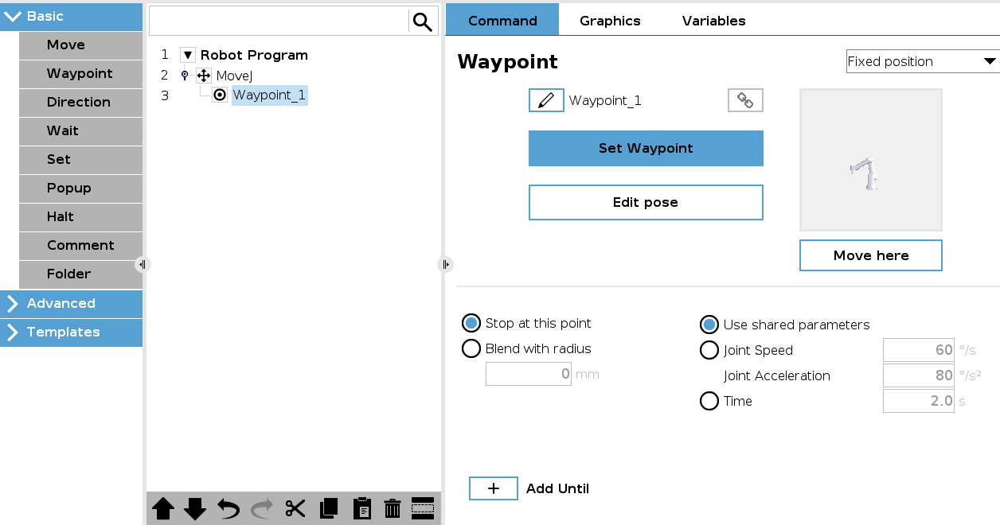 Basic
Move
Waypoint
Direction
Wait
Set
Popup
Halt
Comment
Folder
Advanced
Templates
1 Robot Program
2 MoveJ
3 Waypoint_1
Command Graphics Variables
Waypoint
Fixed position
Waypoint_1
Set Waypoint
Edit pose
Move here
Stop at this point
Blend with radius
0 mm
Use shared parameters
Joint Speed 60 °/s
Joint Acceleration 80 °/s²
Time 2.0 s
+ Add Until